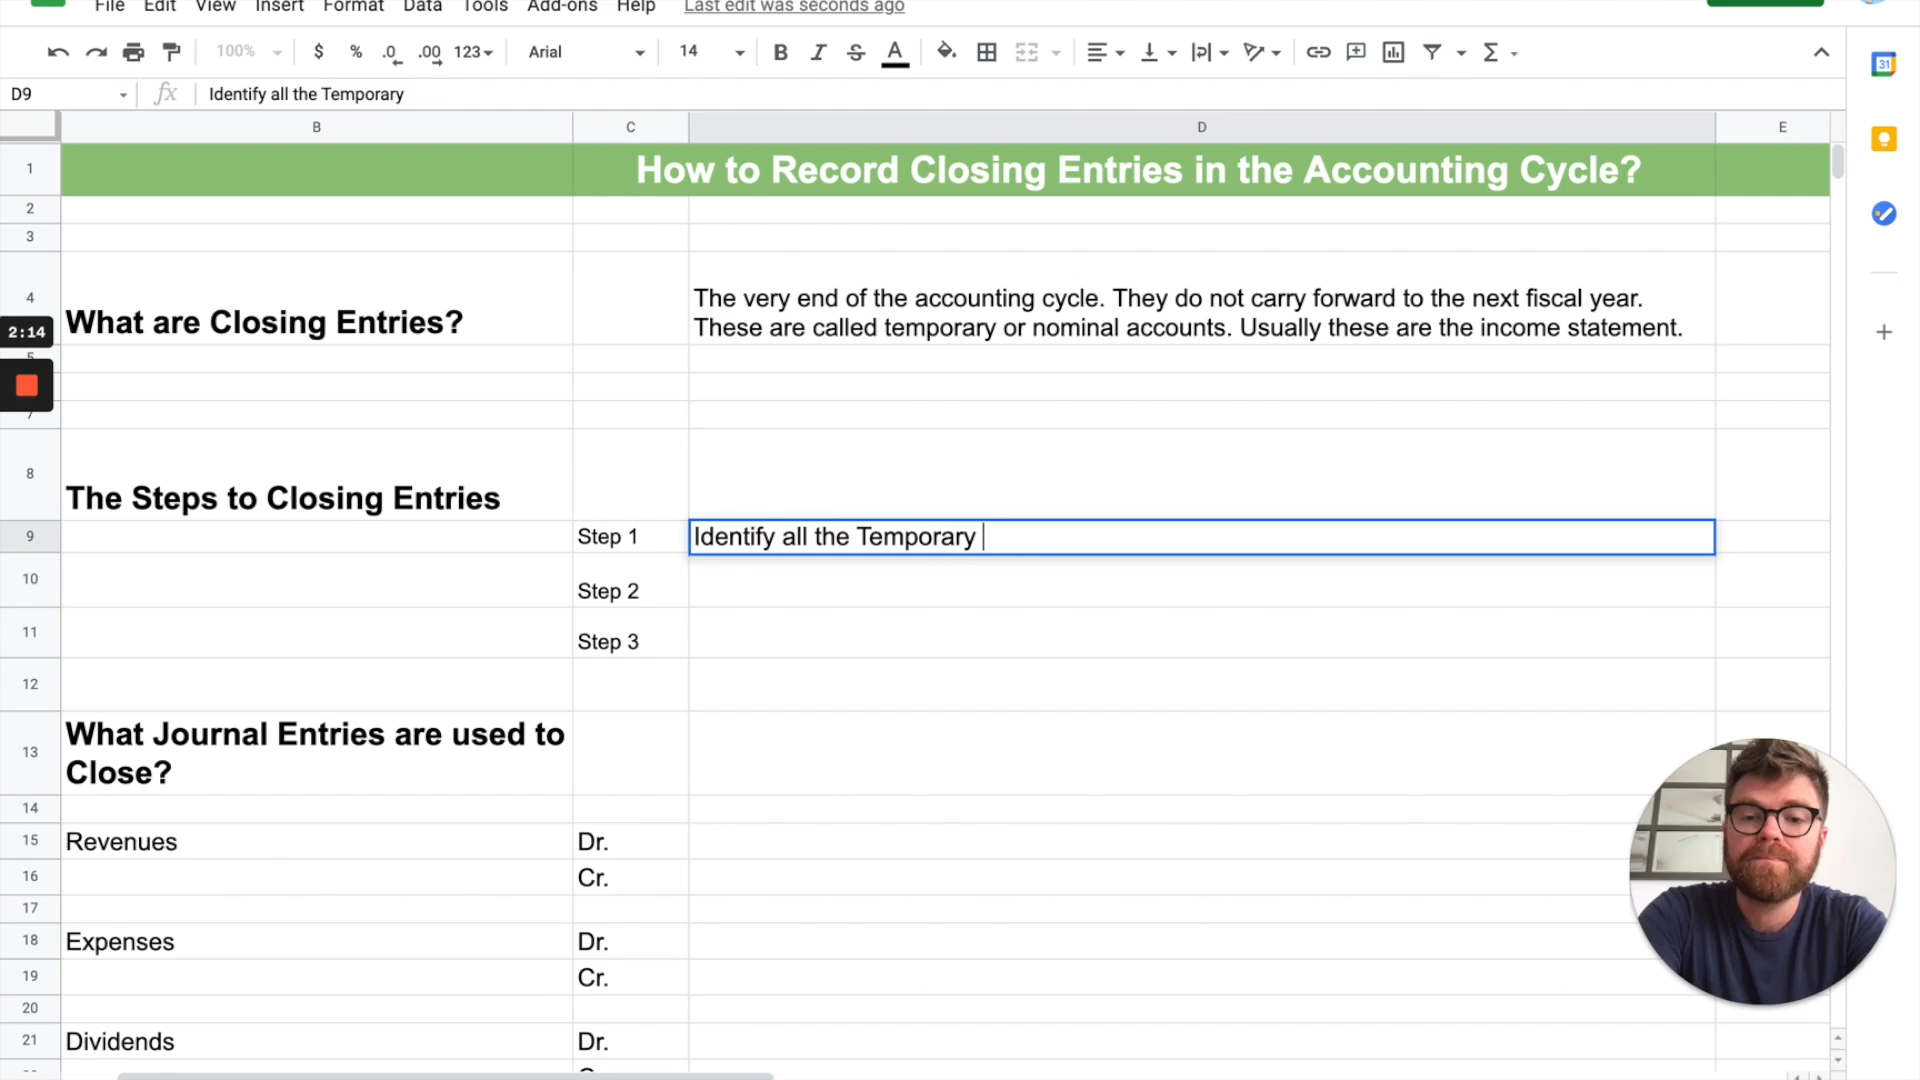 File Edit View Insert Format Data Tools Add-ons Help Last edit was seconds ago
100% $ % .0 .00 123 Arial 14 B I S A Σ
D9 fx Identify all the Temporary
B C D E
1 How to Record Closing Entries in the Accounting Cycle?
2
3
The very end of the accounting cycle. They do not carry forward to the next fiscal year.
4 What are Closing Entries? These are called temporary or nominal accounts. Usually these are the income statement.
2:14
5
7
8 The Steps to Closing Entries
9 Step 1 Identify all the Temporary
10 Step 2
11 Step 3
12
What Journal Entries are used to
13 Close?
14
15 Revenues Dr.
16 Cr.
17
18 Expenses Dr.
19 Cr.
20
21 Dividends Dr.
31